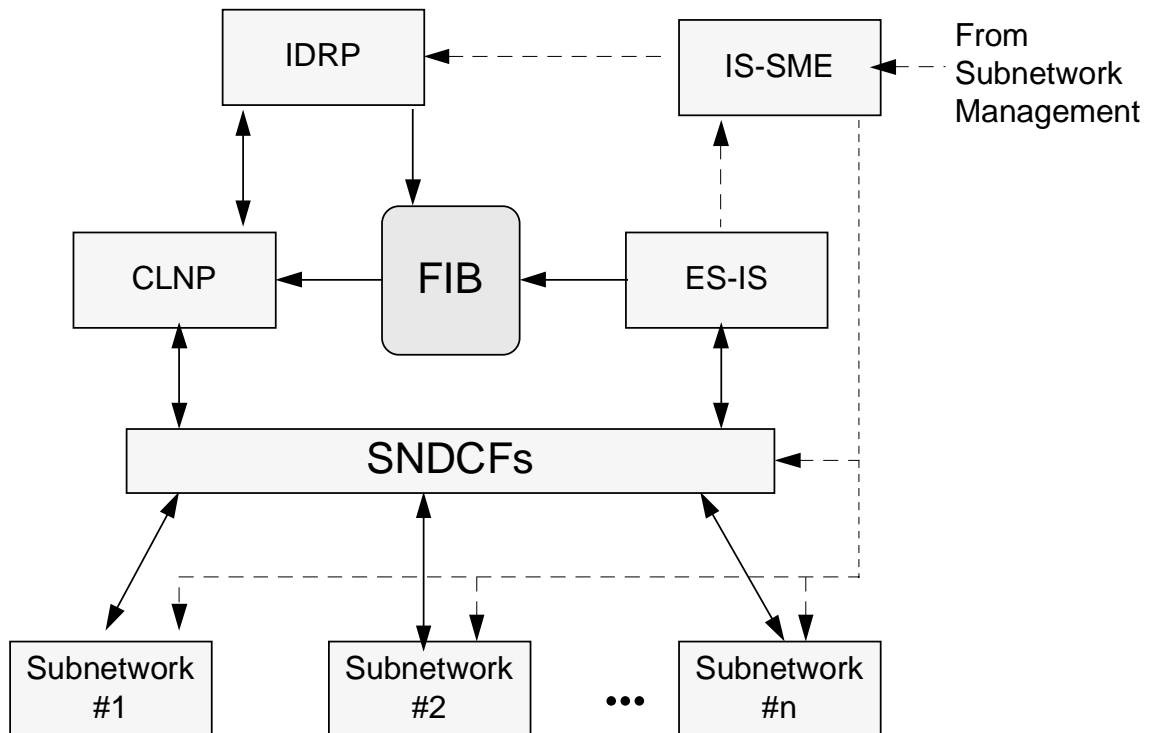 IDRP
IS-SME
From
Subnetwork
Management
CLNP
FIB
ES-IS
SNDCFs
Subnetwork
#1
Subnetwork
#2
•••
Subnetwork
#n